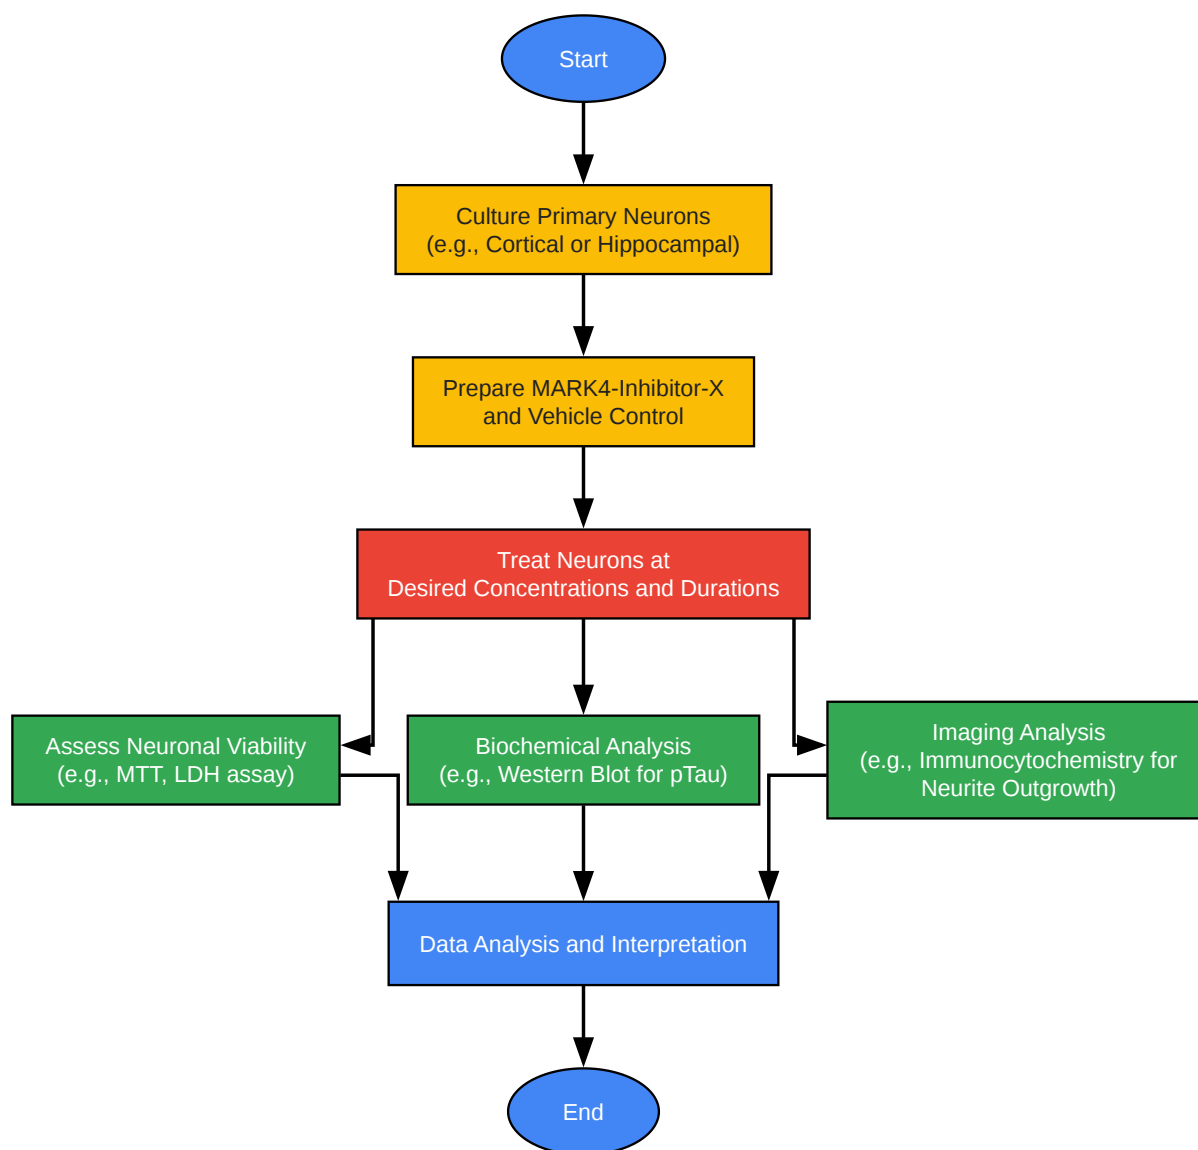 Start
Culture Primary Neurons
(e.g., Cortical or Hippocampal)
Prepare MARK4-Inhibitor-X
and Vehicle Control
Treat Neurons at
Desired Concentrations and Durations
Assess Neuronal Viability
(e.g., MTT, LDH assay)
Biochemical Analysis
(e.g., Western Blot for pTau)
Imaging Analysis
(e.g., Immunocytochemistry for
Neurite Outgrowth)
Data Analysis and Interpretation
End